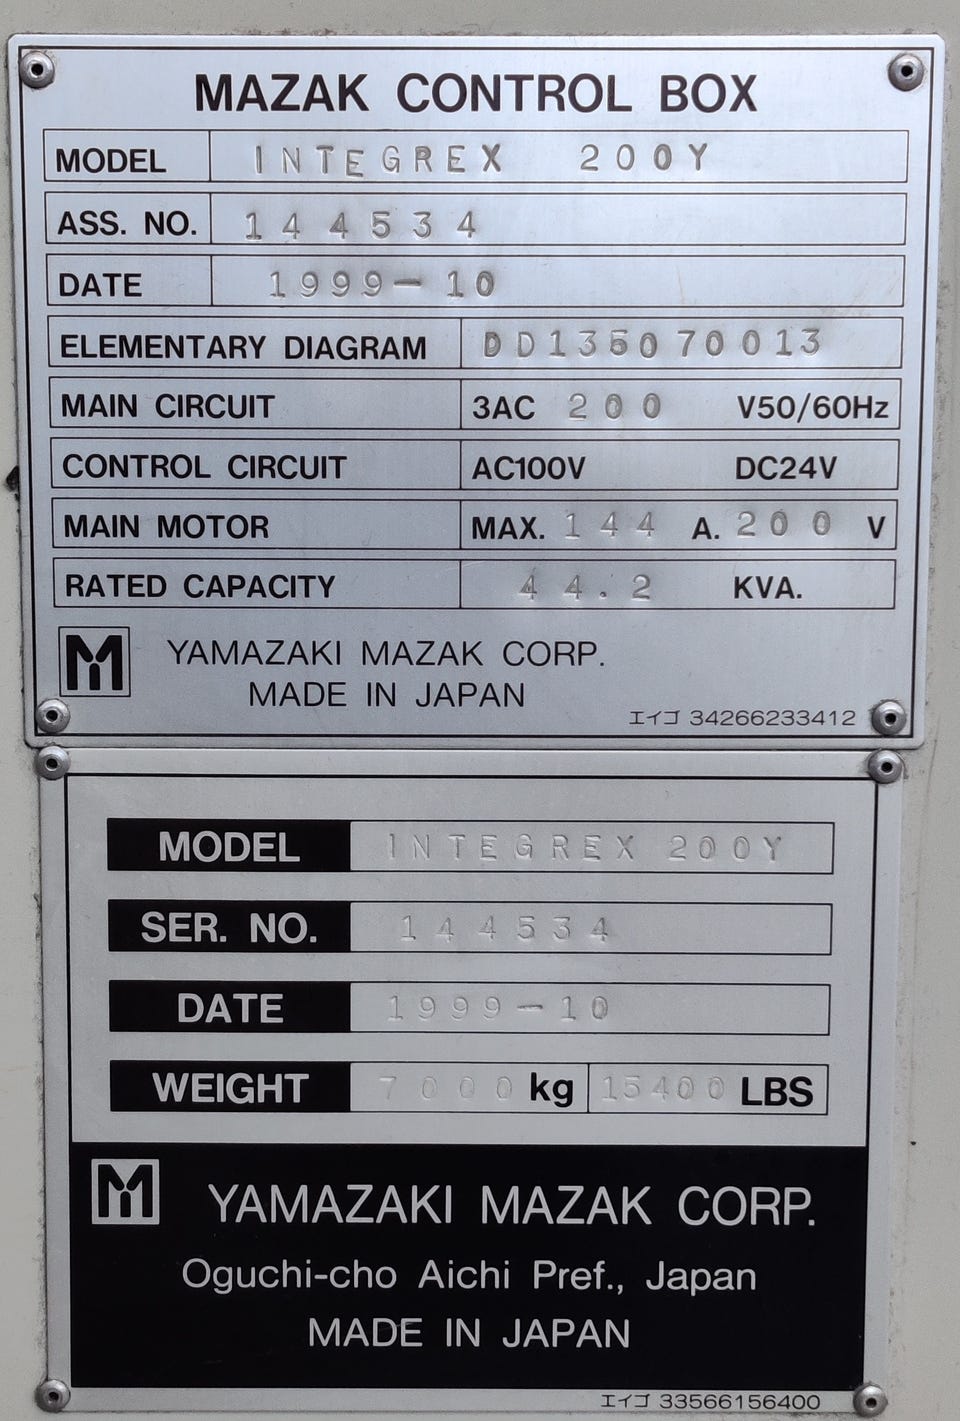 MAZAK CONTROL BOX
MODEL INTEGREX 200Y
ASS. NO. 144534
DATE 1999-10
ELEMENTARY DIAGRAM DD135070013
MAIN CIRCUIT 3AC 200 V50/60Hz
CONTROL CIRCUIT AC100V DC24V
MAIN MOTOR MAX. 144 A. 200 V
RATED CAPACITY 44.2 KVA.
YAMAZAKI MAZAK CORP.
MADE IN JAPAN
エイゴ 34266233412
MODEL INTEGREX 200Y
SER. NO. 144534
DATE 1999-10
WEIGHT 7000 kg 15400 LBS
YAMAZAKI MAZAK CORP.
Oguchi-cho Aichi Pref., Japan
MADE IN JAPAN
エイゴ 33566156400